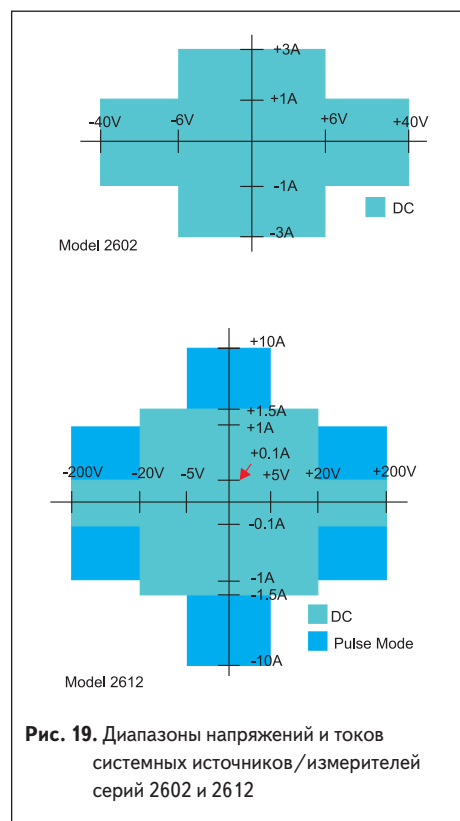 +3A
+1A
-40V
-6V
+6V
+40V
-1A
DC
-3A
Model 2602
+10A
+1.5A
+1A
+0.1A
-200V
-20V
-5V
+5V
+20V
+200V
-0.1A
-1A
-1.5A
DC
Pulse Mode
-10A
Model 2612
Рис. 19. Диапазоны напряжений и токов
системных источников/измерителей
серий 2602 и 2612